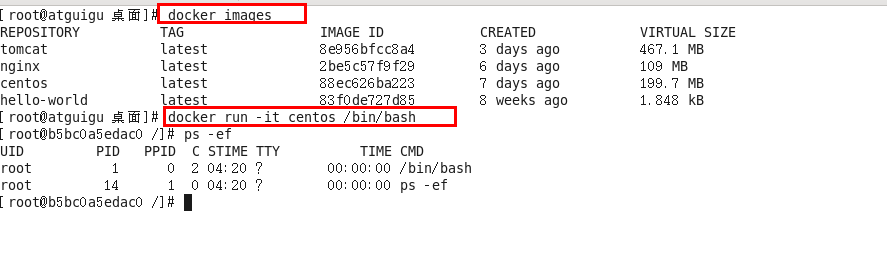 [root@atguigu 桌面]# docker images
REPOSITORY TAG IMAGE ID CREATED VIRTUAL SIZE
tomcat latest 8e956bfcc8a4 3 days ago 467.1 MB
nginx latest 2be5c57f9f29 6 days ago 109 MB
centos latest 88ec626ba223 7 days ago 199.7 MB
hello-world latest 83f0de727d85 8 weeks ago 1.848 kB
[root@atguigu 桌面]# docker run -it centos /bin/bash
[root@b5bc0a5edac0 /]# ps -ef
UID PID PPID C STIME TTY TIME CMD
root 1 0 2 04:20 ? 00:00:00 /bin/bash
root 14 1 0 04:20 ? 00:00:00 ps -ef
[root@b5bc0a5edac0 /]#